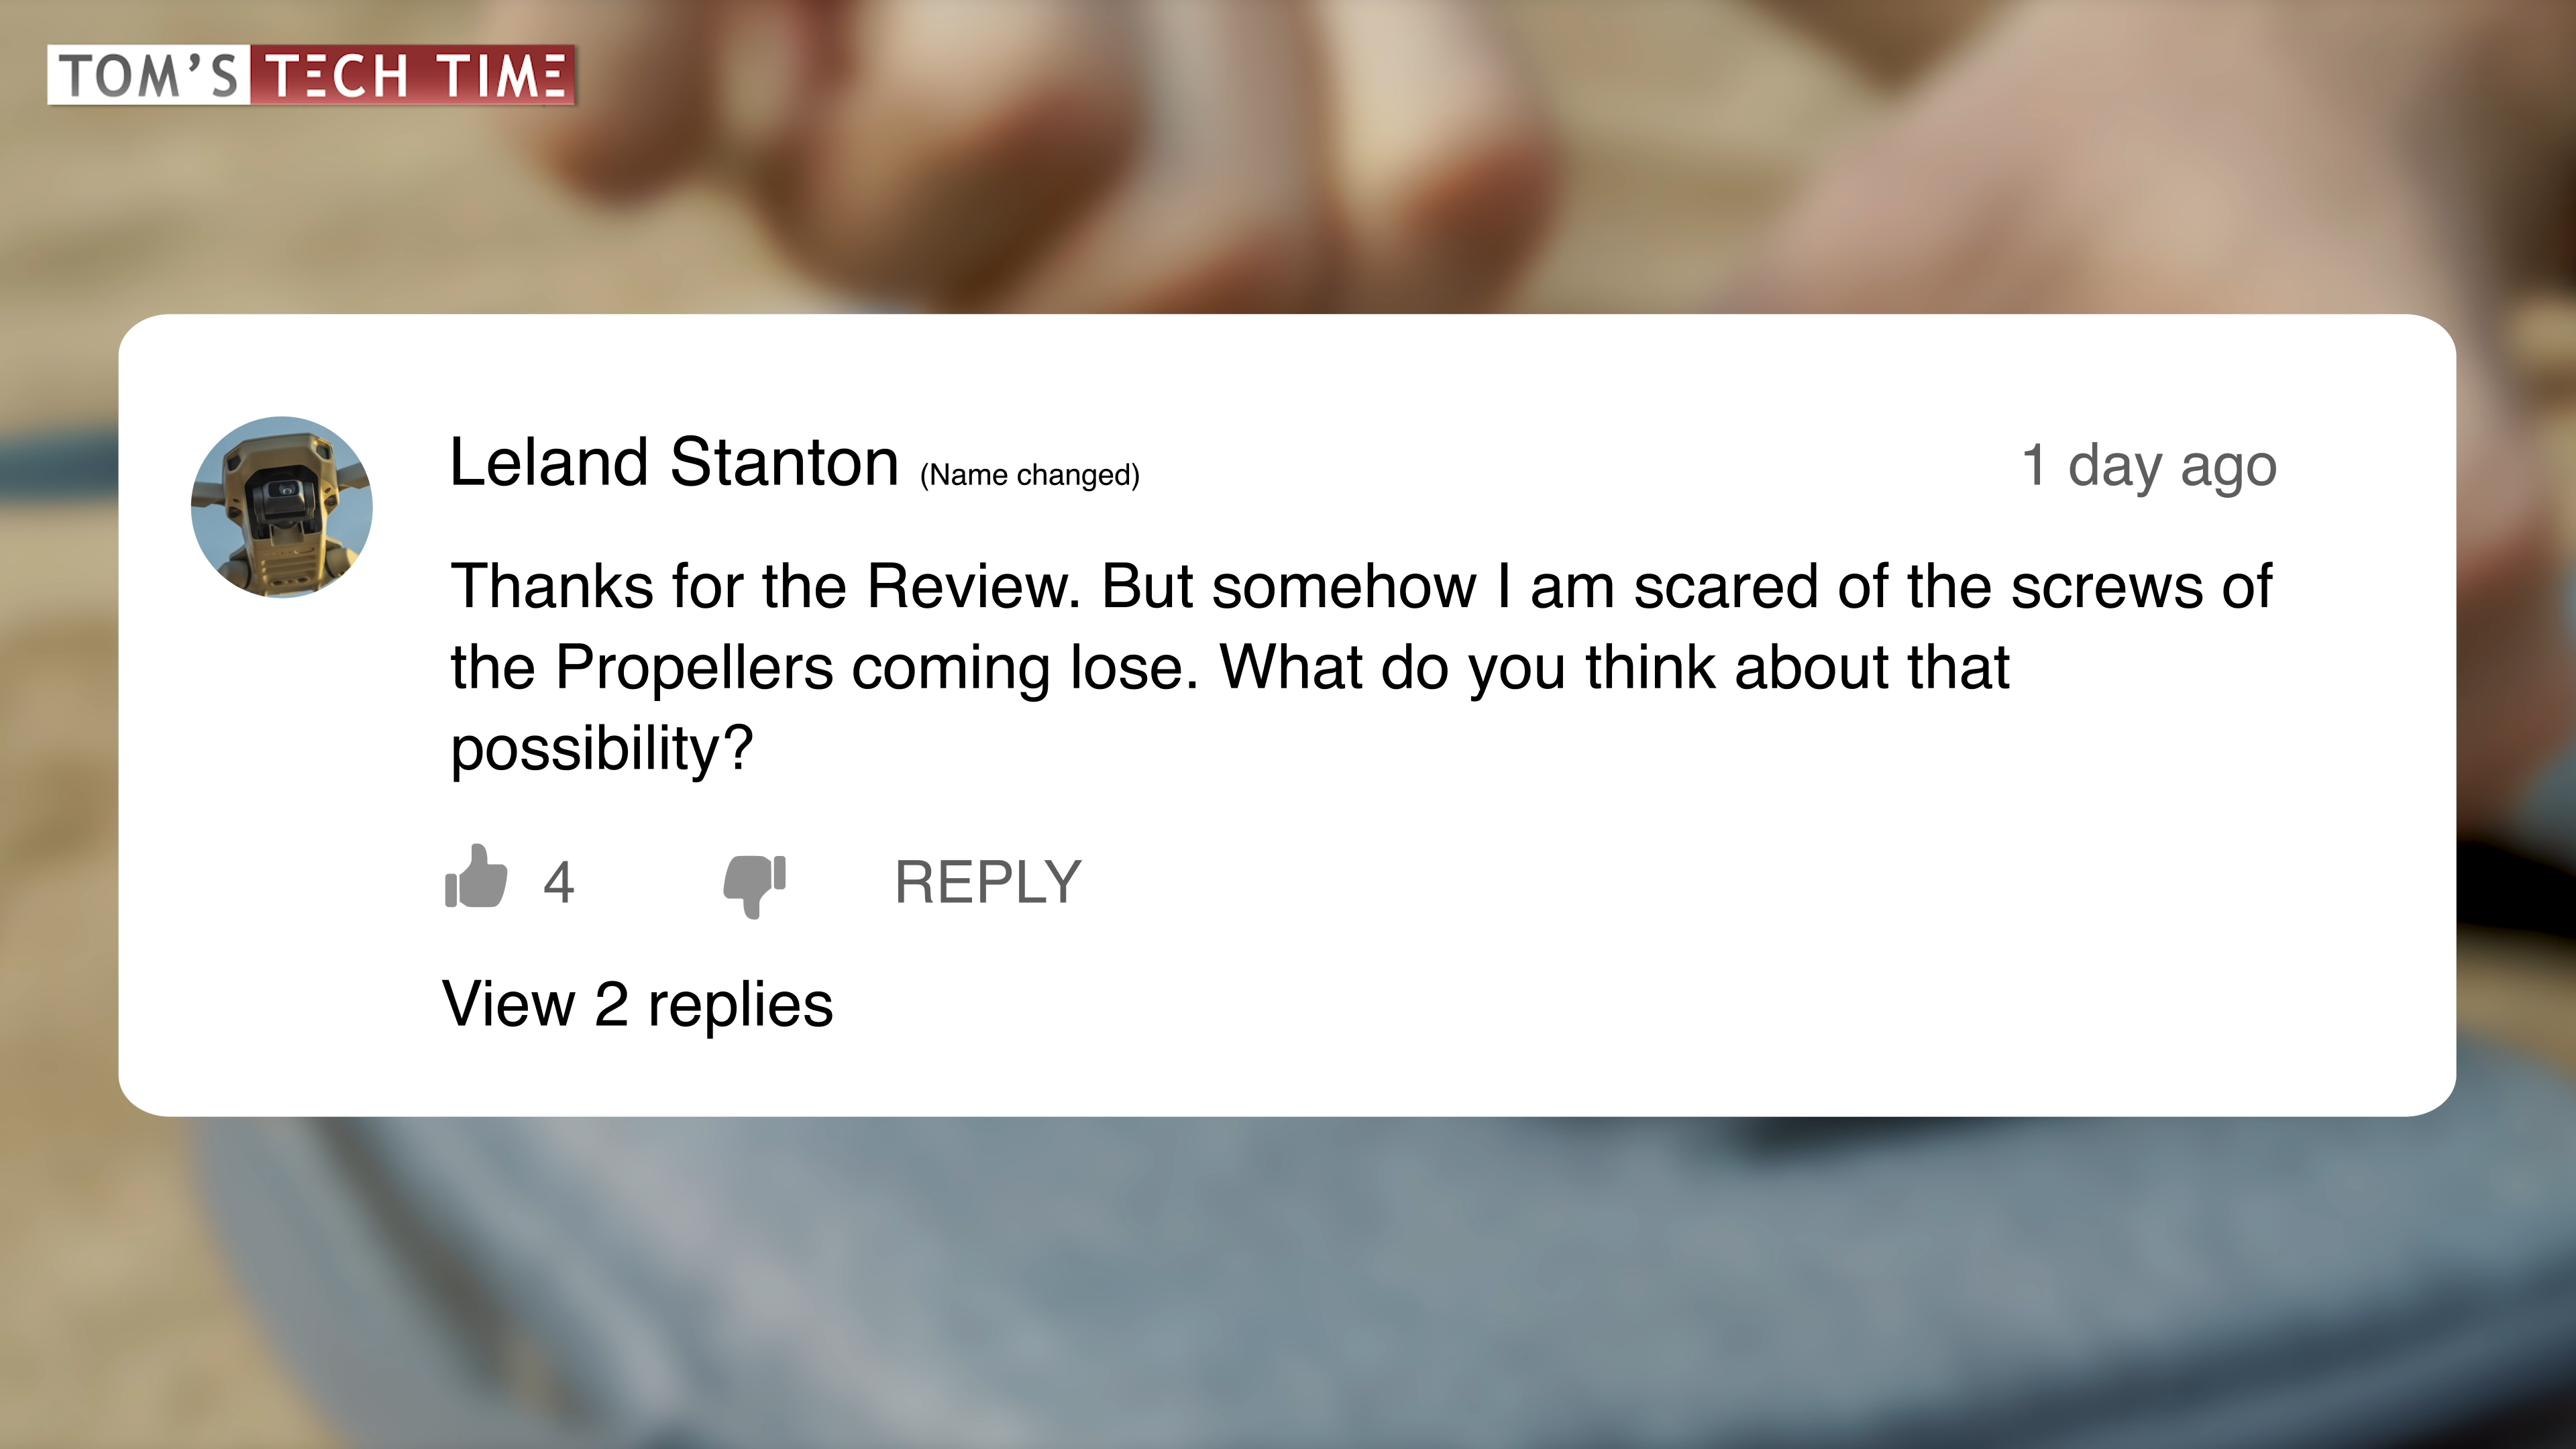 TOM'S TECH TIME
Leland Stanton (Name changed)
1 day ago
Thanks for the Review. But somehow I am scared of the screws of
the Propellers coming lose. What do you think about that
possibility?
4 REPLY
View 2 replies